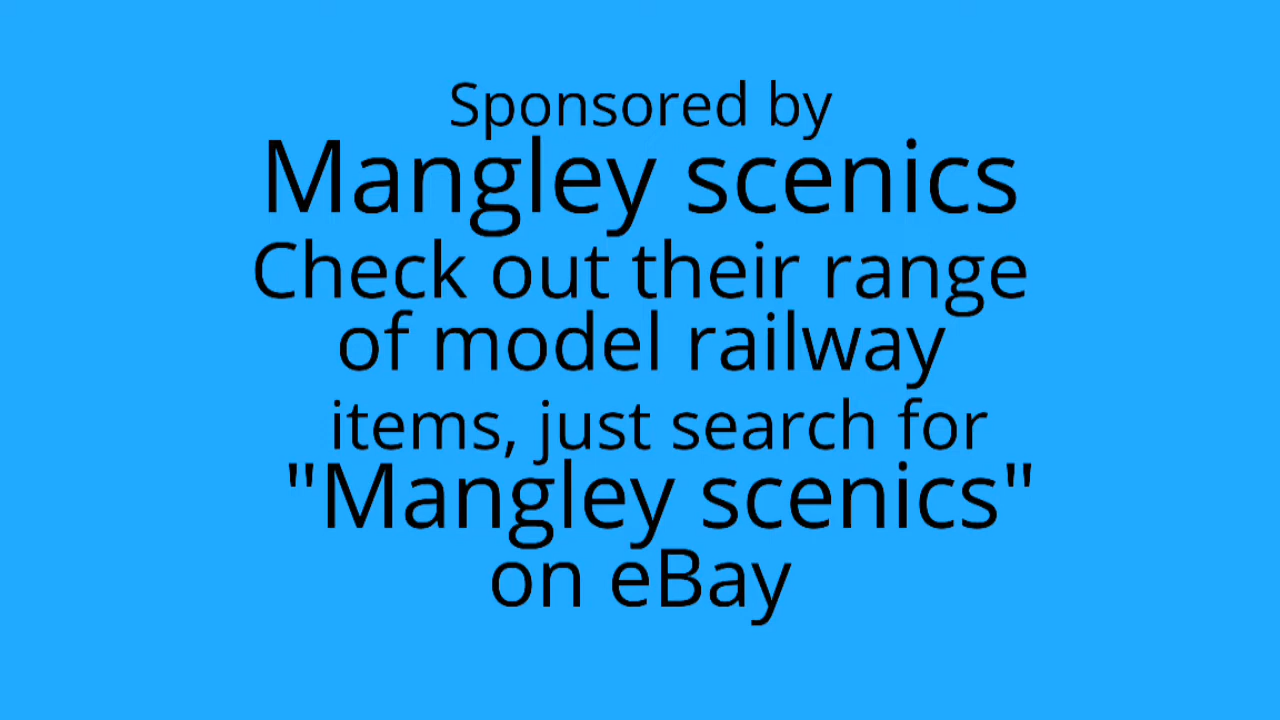 Sponsored by
Mangley scenics
Check out their range
of model railway
items, just search for
"Mangley scenics"
on eBay